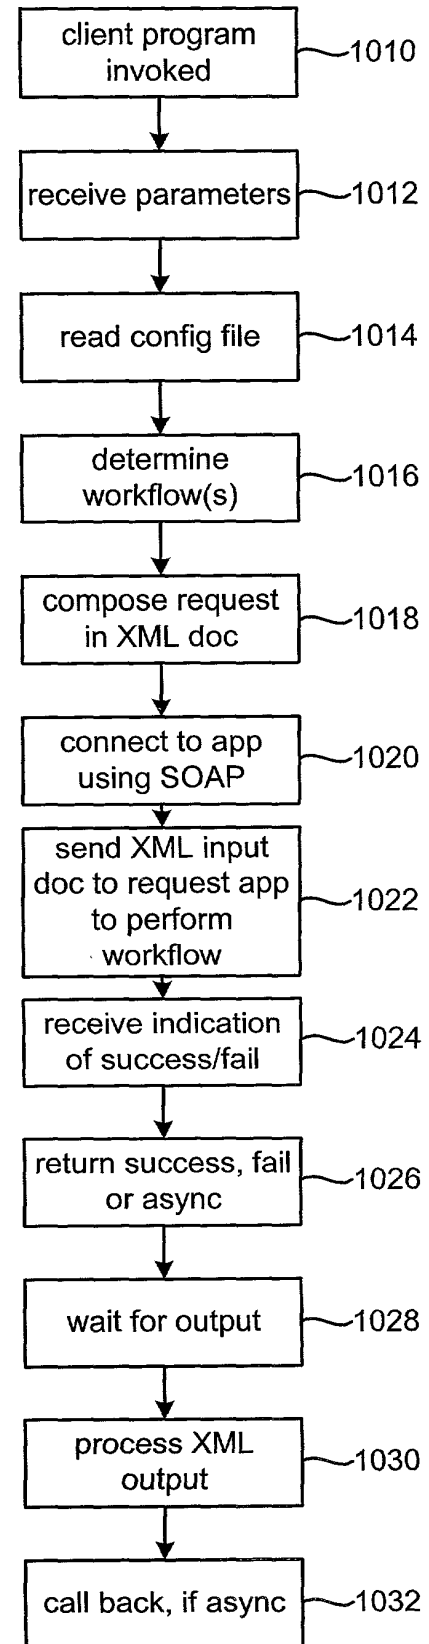 client program
invoked
1010
receive parameters
1012
read config file
1014
determine
workflow(s)
1016
compose request
in XML doc
1018
connect to app
using SOAP
1020
send XML input
doc to request app
to perform
workflow
1022
receive indication
of success/fail
1024
return success, fail
or async
1026
wait for output
1028
process XML
output
1030
call back, if async
1032